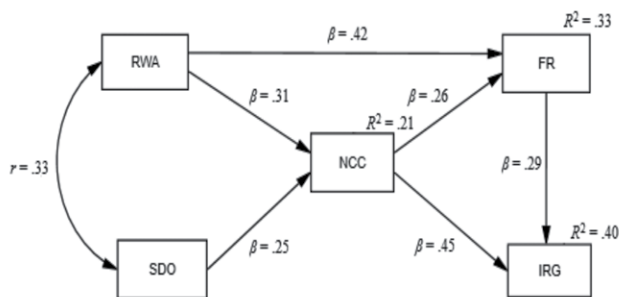 R² = .33
β = .42
RWA
FR
β = .31
β = .26
R² = .21
r = .33
NCC
β = .29
β = .25
β = .45
R² = .40
SDO
IRG